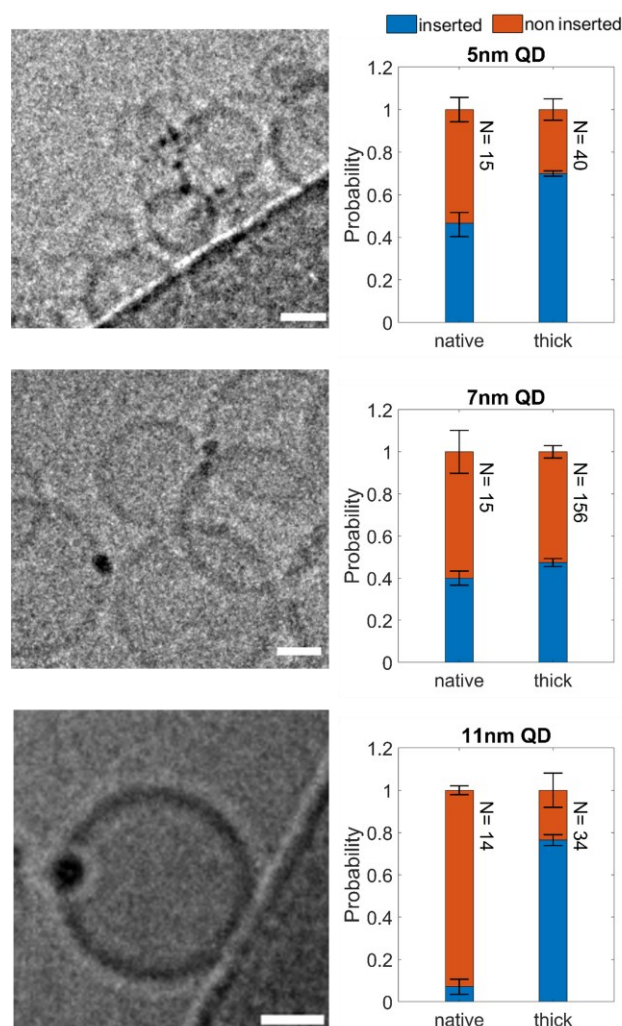 inserted non inserted
5nm QD
1.2
1
0.8
0.6
0.4
0.2
0
Probability
N= 15
N= 40
native thick
7nm QD
1.2
1
0.8
0.6
0.4
0.2
0
Probability
N= 15
N= 156
native thick
11nm QD
1.2
1
0.8
0.6
0.4
0.2
0
Probability
N= 14
N= 34
native thick